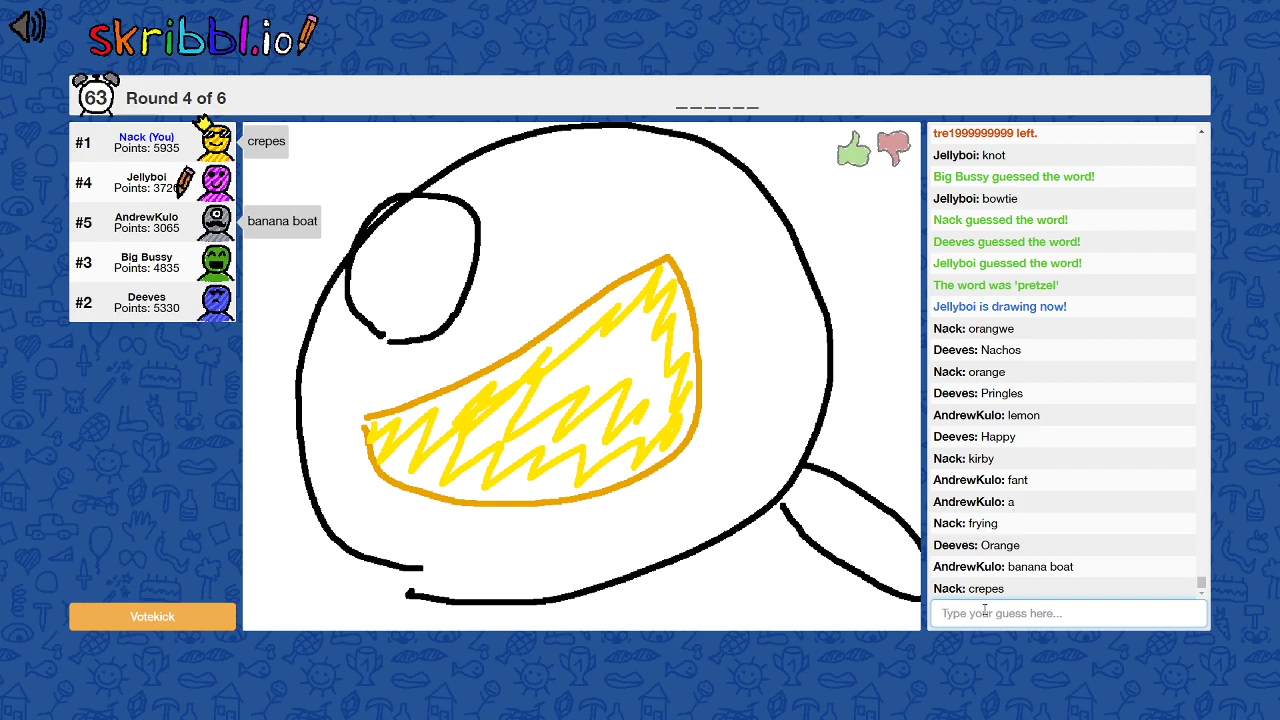 skribbl.io!
63 Round 4 of 6 ______
#1 Nack (You)
Points: 5935
crepes
#4 Jellyboi
Points: 372
#5 AndrewKulo
Points: 3065
banana boat
#3 Big Bussy
Points: 4835
#2 Deeves
Points: 5330
Votekick
tre1999999999 left.
Jellyboi: knot
Big Bussy guessed the word!
Jellyboi: bowtie
Nack guessed the word!
Deeves guessed the word!
Jellyboi guessed the word!
The word was 'pretzel'
Jellyboi is drawing now!
Nack: orangwe
Deeves: Nachos
Nack: orange
Deeves: Pringles
AndrewKulo: lemon
Deeves: Happy
Nack: kirby
AndrewKulo: fant
AndrewKulo: a
Nack: frying
Deeves: Orange
AndrewKulo: banana boat
Nack: crepes
Type your guess here...